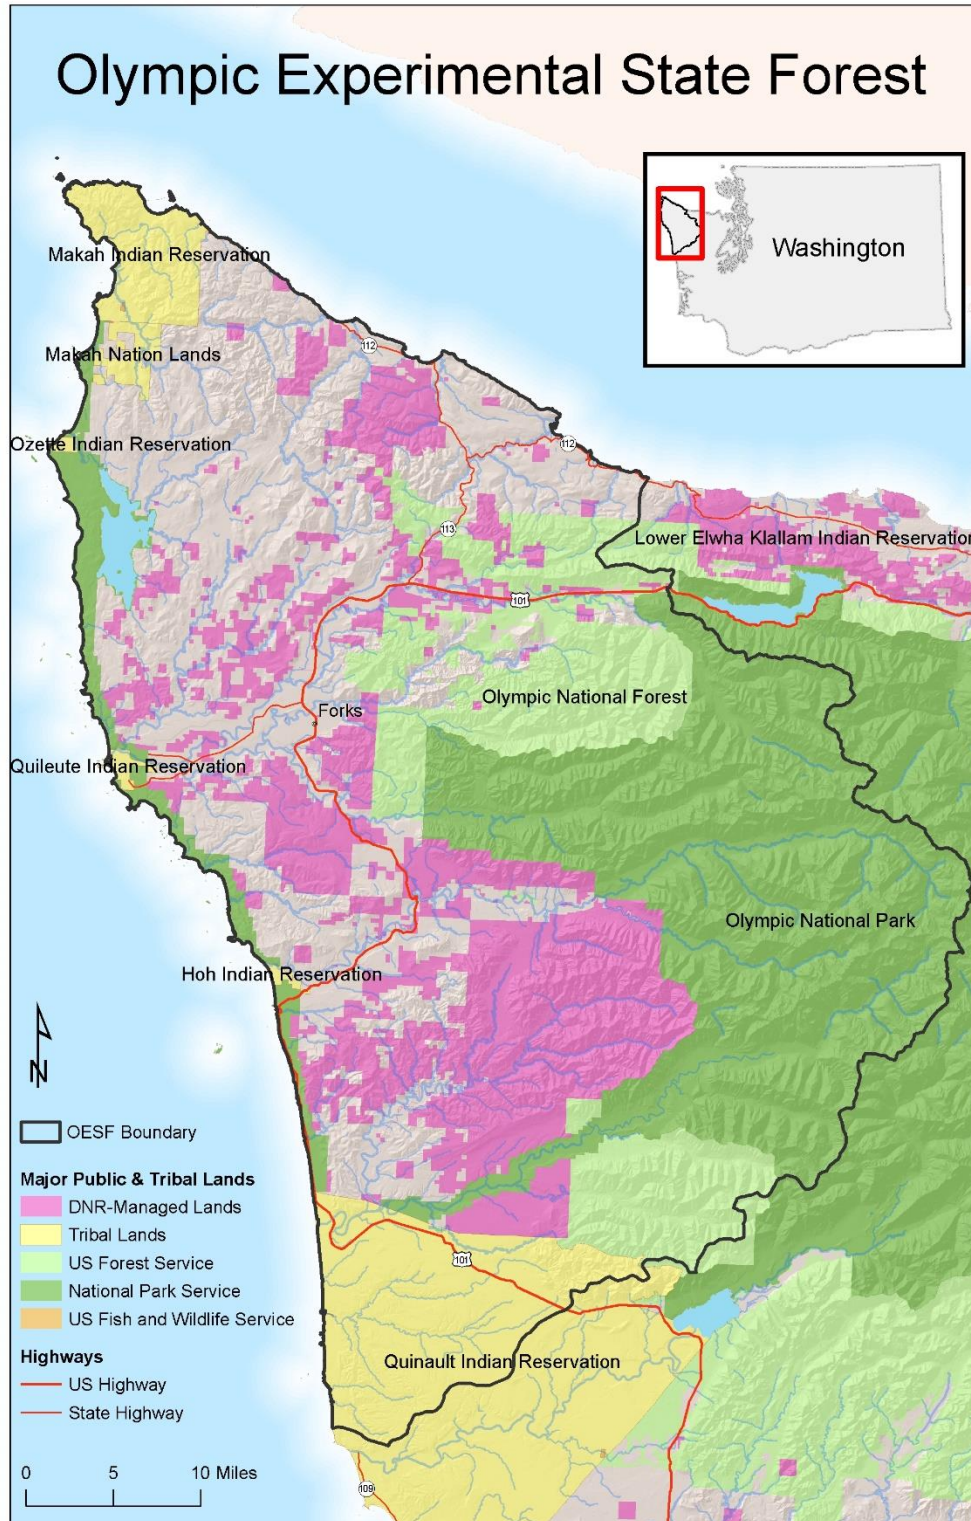 Olympic Experimental State Forest
Washington
Makah Indian Reservation
112
Makah Nation Lands
Ozette Indian Reservation
112
113
Lower Elwha Klallam Indian Reservation
101
Olympic National Forest
Forks
Quileute Indian Reservation
Olympic National Park
Hoh Indian Reservation
N
OESF Boundary
Major Public & Tribal Lands
DNR-Managed Lands
Tribal Lands
US Forest Service
National Park Service
US Fish and Wildlife Service
Highways
US Highway
State Highway
0 5 10 Miles
101
Quinault Indian Reservation
109